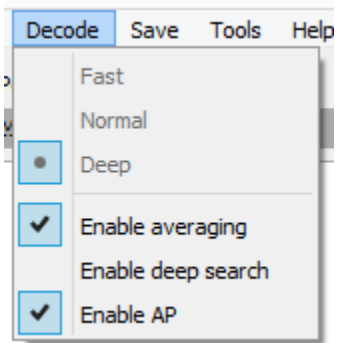 Decode Save Tools Help
Fast
Normal
Deep
Enable averaging
Enable deep search
Enable AP